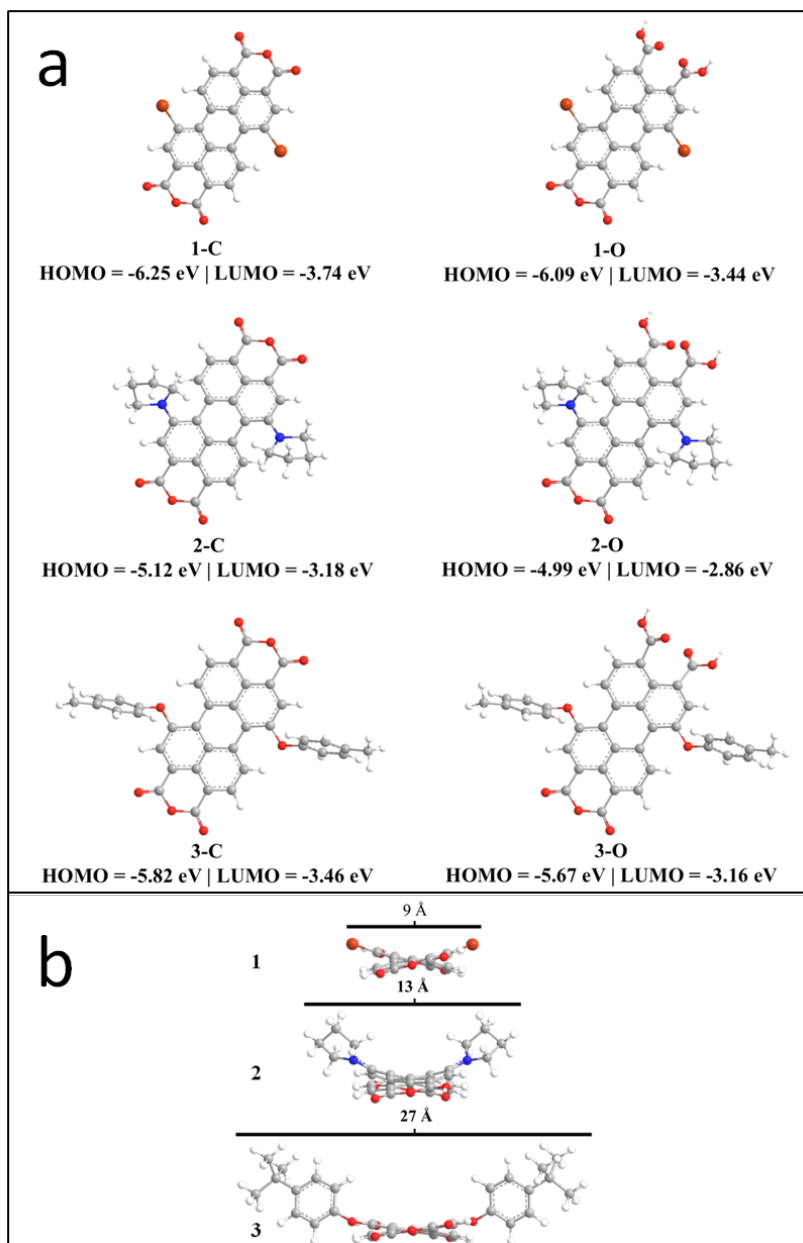 a
1-C 1-O
HOMO = -6.25 eV | LUMO = -3.74 eV HOMO = -6.09 eV | LUMO = -3.44 eV
2-C 2-O
HOMO = -5.12 eV | LUMO = -3.18 eV HOMO = -4.99 eV | LUMO = -2.86 eV
3-C 3-O
HOMO = -5.82 eV | LUMO = -3.46 eV HOMO = -5.67 eV | LUMO = -3.16 eV
b
9 Å
1
13 Å
2
27 Å
3